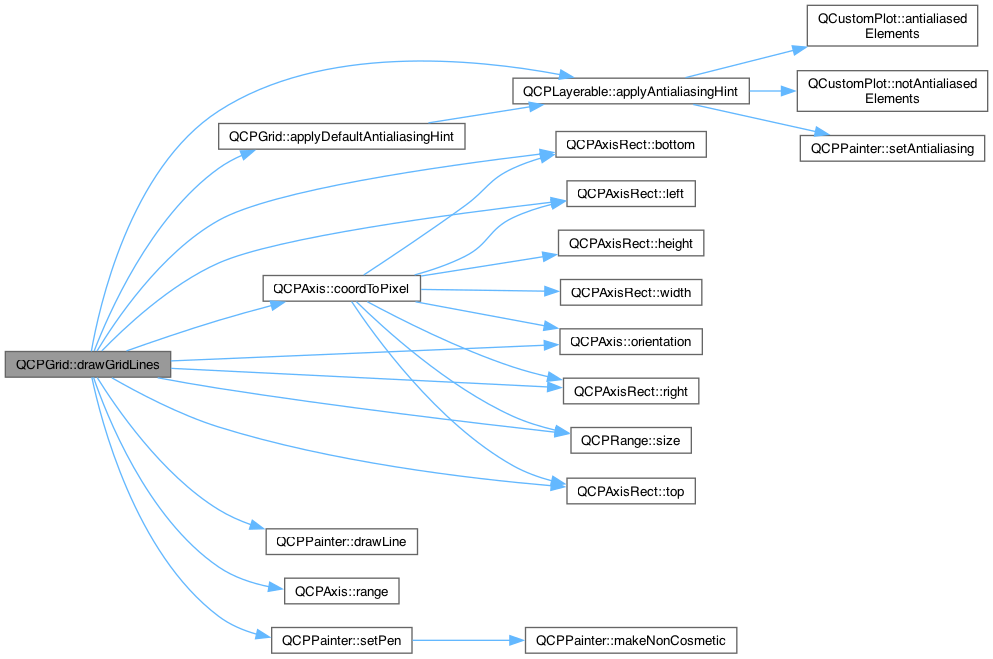 QCustomPlot::antialiased
Elements
QCPLayerable::applyAntialiasingHint
QCustomPlot::notAntialiased
Elements
QCPGrid::applyDefaultAntialiasingHint
QCPPainter::setAntialiasing
QCPAxisRect::bottom
QCPAxisRect::left
QCPAxisRect::height
QCPAxis::coordToPixel
QCPAxisRect::width
QCPAxis::orientation
QCPGrid::drawGridLines
QCPAxisRect::right
QCPRange::size
QCPAxisRect::top
QCPPainter::drawLine
QCPAxis::range
QCPPainter::setPen
QCPPainter::makeNonCosmetic